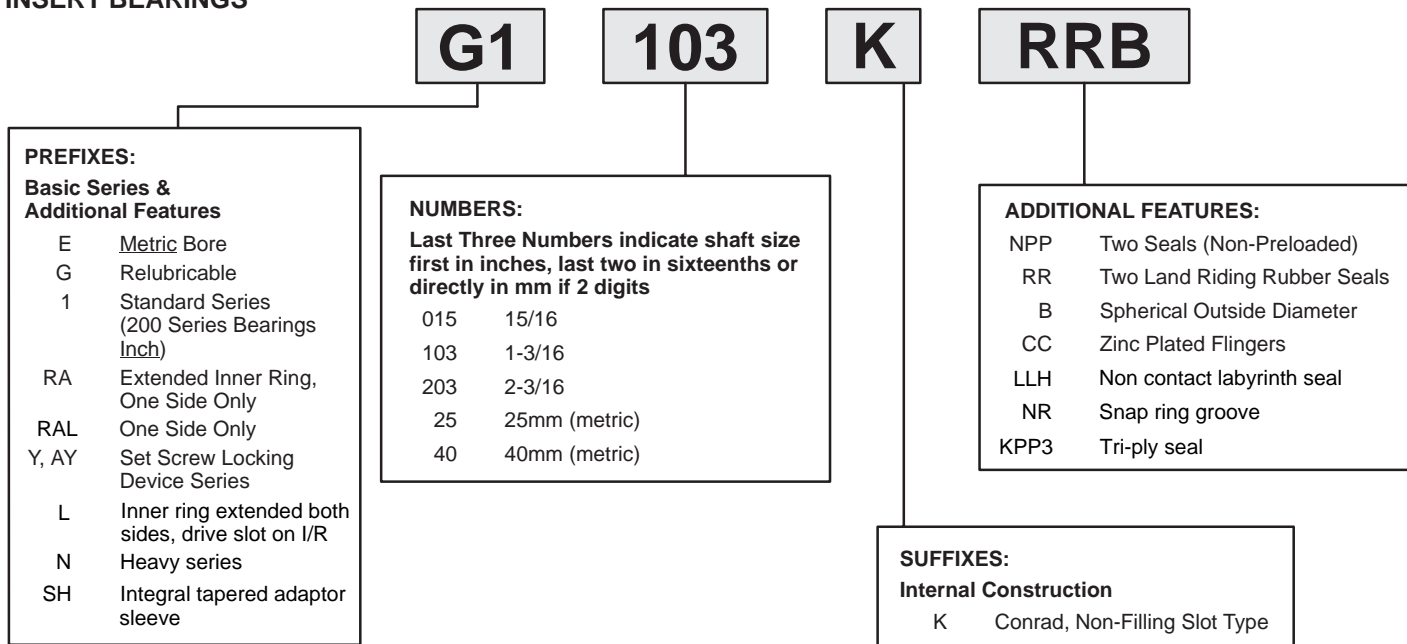 INSERT BEARINGS
G1 103 K RRB
PREFIXES:
Basic Series &
Additional Features
E Metric Bore
G Relubricable
1 Standard Series
(200 Series Bearings
Inch)
RA Extended Inner Ring,
One Side Only
RAL One Side Only
Y, AY Set Screw Locking
Device Series
L Inner ring extended both
sides, drive slot on I/R
N Heavy series
SH Integral tapered adaptor
sleeve
NUMBERS:
Last Three Numbers indicate shaft size
first in inches, last two in sixteenths or
directly in mm if 2 digits
015 15/16
103 1-3/16
203 2-3/16
25 25mm (metric)
40 40mm (metric)
ADDITIONAL FEATURES:
NPP Two Seals (Non-Preloaded)
RR Two Land Riding Rubber Seals
B Spherical Outside Diameter
CC Zinc Plated Flingers
LLH Non contact labyrinth seal
NR Snap ring groove
KPP3 Tri-ply seal
SUFFIXES:
Internal Construction
K Conrad, Non-Filling Slot Type